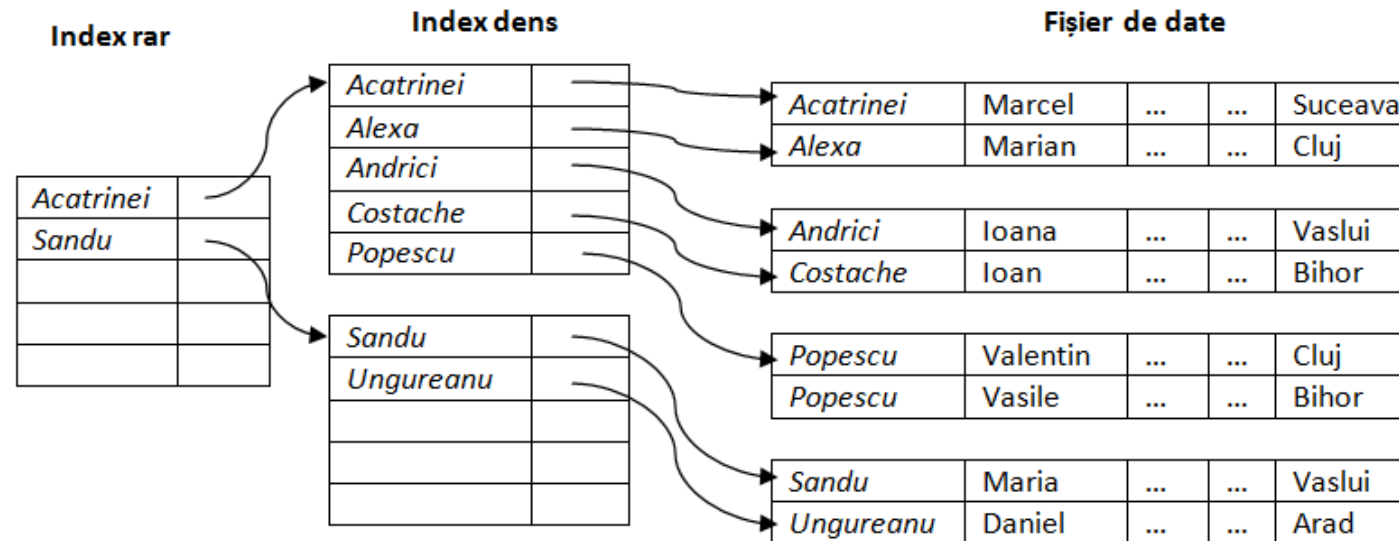 Index rar
Index dens
Fișier de date
Acatrinei
Sandu
Acatrinei
Alexa
Andrici
Costache
Popescu
Sandu
Ungureanu
Acatrinei Marcel ... ... Suceava
Alexa Marian ... ... Cluj
Andrici Ioana ... ... Vaslui
Costache Ioan ... ... Bihor
Popescu Valentin ... ... Cluj
Popescu Vasile ... ... Bihor
Sandu Maria ... ... Vaslui
Ungureanu Daniel ... ... Arad